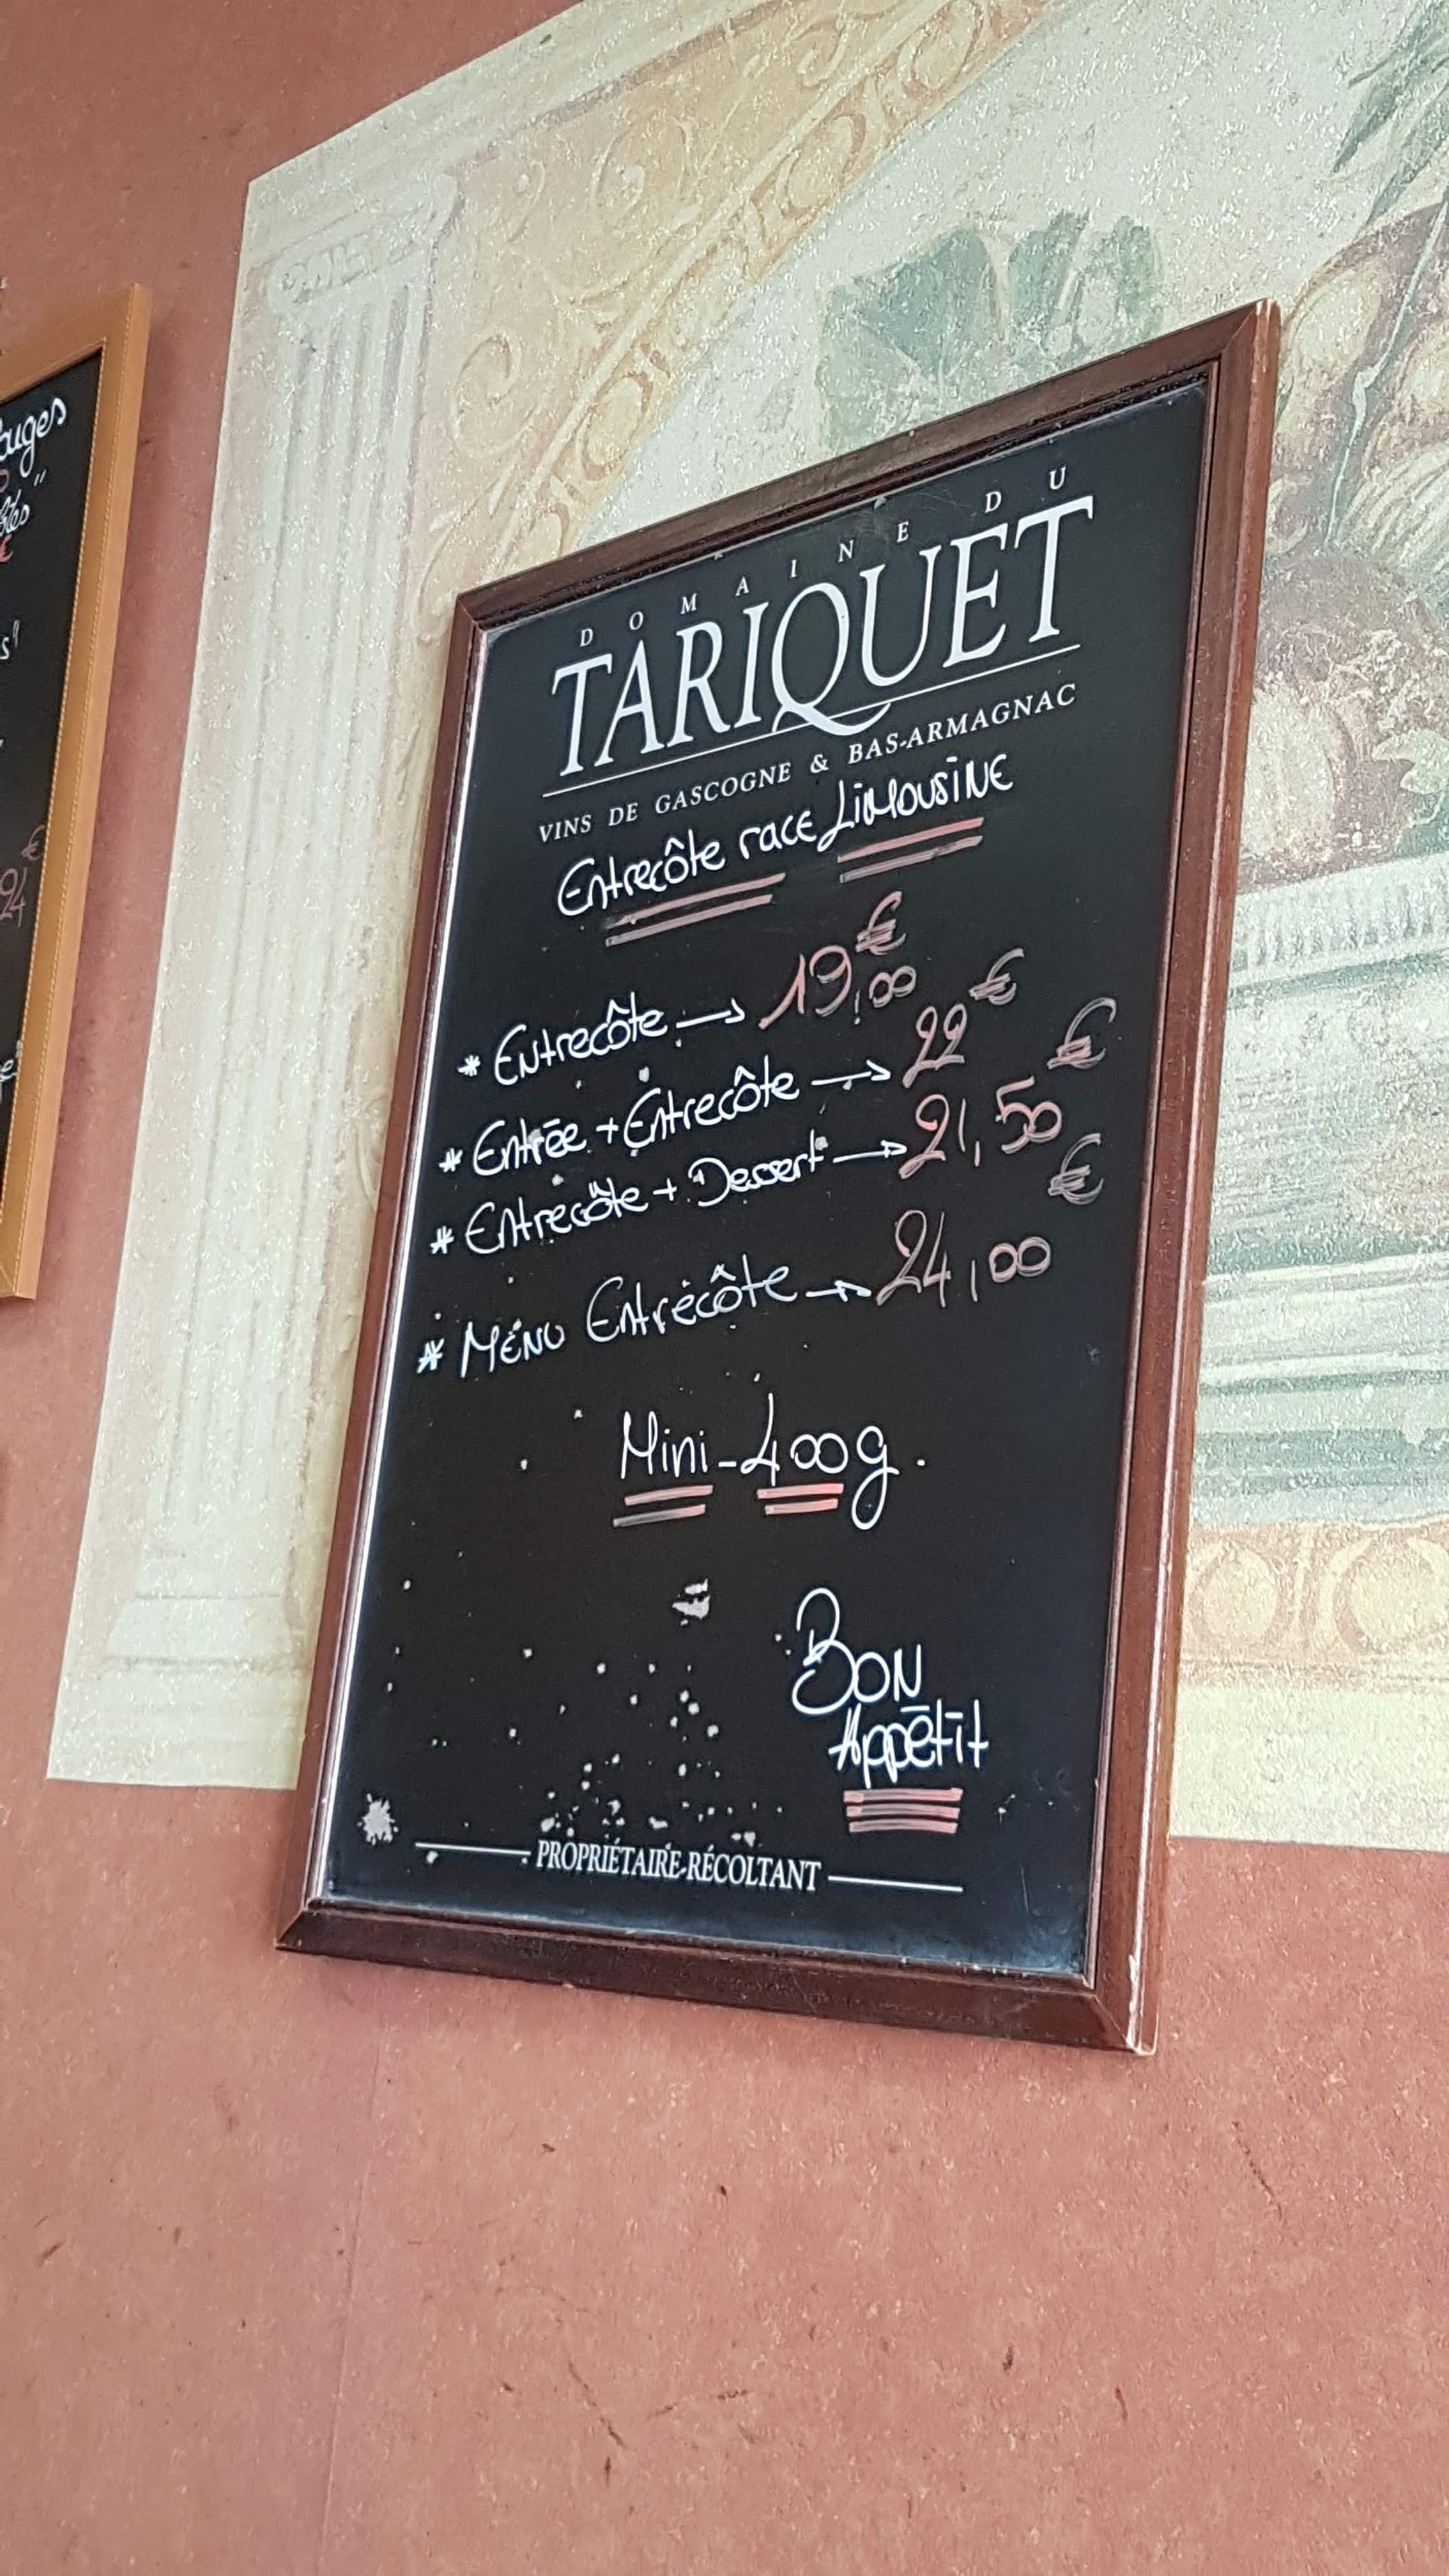 DOMAINE DU
TARIQUET
VINS DE GASCOGNE & BAS-ARMAGNAC
Entrecôte race Limousine
* Entrecôte → 19,00 €
* Entrée + Entrecôte → 22 €
* Entrecôte + Dessert → 21,50 €
* Menu Entrecôte → 24,00 €
Mini - 400g.
Bon
Appétit
PROPRIÉTAIRE-RÉCOLTANT